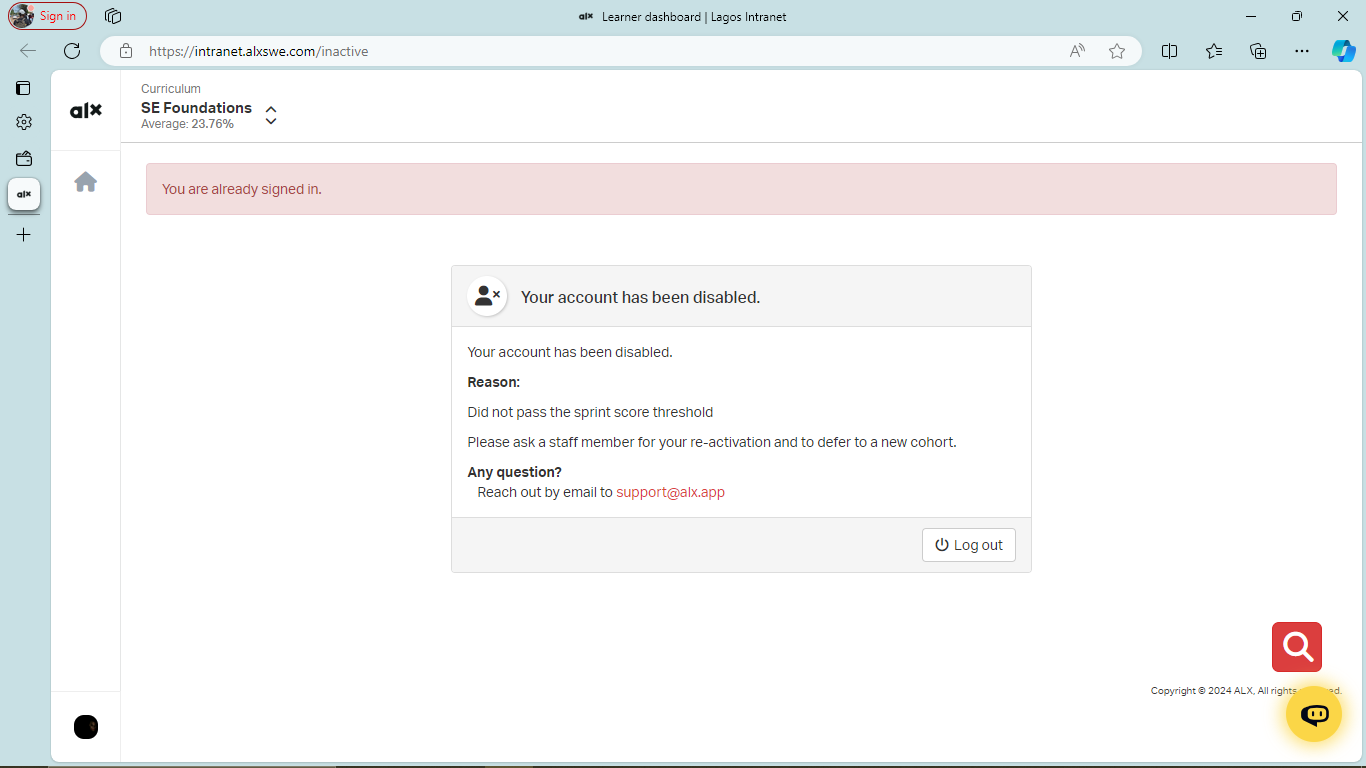 Sign in
alx Learner dashboard | Lagos Intranet
https://intranet.alxswe.com/inactive
alx
Curriculum
SE Foundations
Average: 23.76%
alx
You are already signed in.
Your account has been disabled.
Your account has been disabled.
Reason:
Did not pass the sprint score threshold
Please ask a staff member for your re-activation and to defer to a new cohort.
Any question?
Reach out by email to support@alx.app
Log out
Copyright © 2024 ALX, All rights